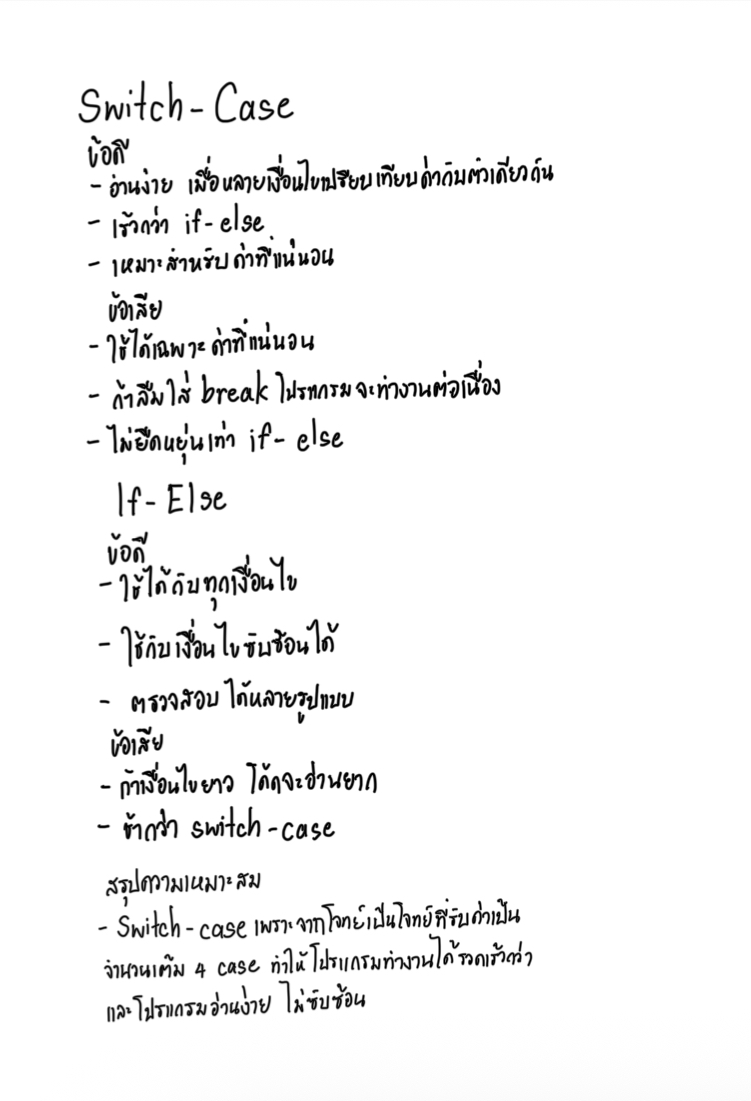 Switch - Case
ข้อดี
- อ่านง่าย เมื่อหลายเงื่อนไขเปรียบเทียบค่ากับตัวเดียวกัน
- เร็วกว่า if - else
- เหมาะสำหรับค่าที่แน่นอน
ข้อเสีย
- ใช้ได้เฉพาะค่าที่แน่นอน
- ถ้าลืมใส่ break โปรแกรมจะทำงานต่อเนื่อง
- ไม่ยืดหยุ่นเท่า if - else
If - Else
ข้อดี
- ใช้ได้กับทุกเงื่อนไข
- ใช้กับเงื่อนไขซับซ้อนได้
- ตรวจสอบได้หลายรูปแบบ
ข้อเสีย
- ถ้าเงื่อนไขยาว โค้ดจะอ่านยาก
- ช้ากว่า switch - case
สรุปความเหมาะสม
- Switch - case เพราะจากโจทย์เป็นโจทย์ที่รับค่าเป็น
จำนวนเต็ม 4 case ทำให้โปรแกรมทำงานได้รวดเร็วกว่า
และโปรแกรมอ่านง่าย ไม่ซับซ้อน